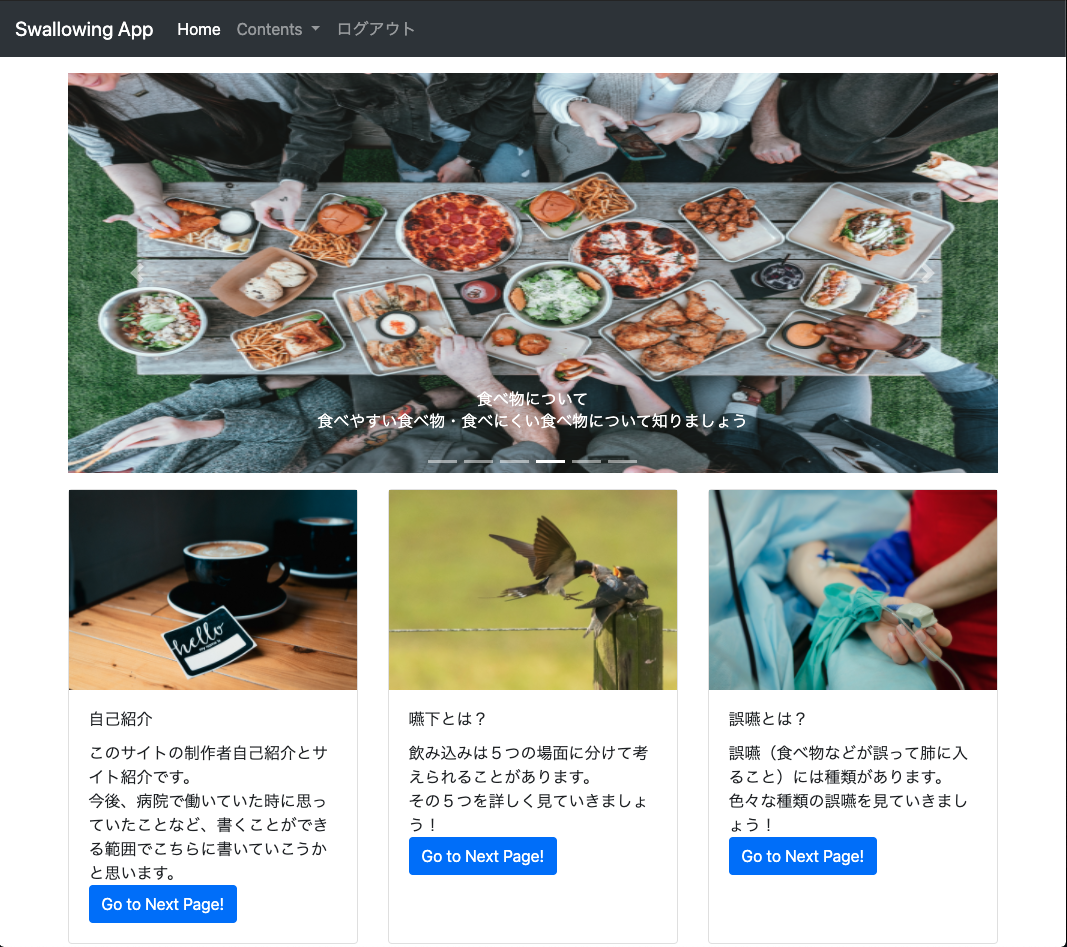 Swallowing App Home Contents ログアウト
食べ物について
食べやすい食べ物・食べにくい食べ物について知りましょう
hello
my name is
自己紹介
このサイトの制作者自己紹介とサ
イト紹介です。
今後、病院で働いていた時に思っ
ていたことなど、書くことができ
る範囲でこちらに書いていこうか
と思います。
Go to Next Page!
嚥下とは？
飲み込みは５つの場面に分けて考
えられることがあります。
その５つを詳しく見ていきましょ
う！
Go to Next Page!
誤嚥とは？
誤嚥（食べ物などが誤って肺に入
ること）には種類があります。
色々な種類の誤嚥を見ていきまし
ょう！
Go to Next Page!